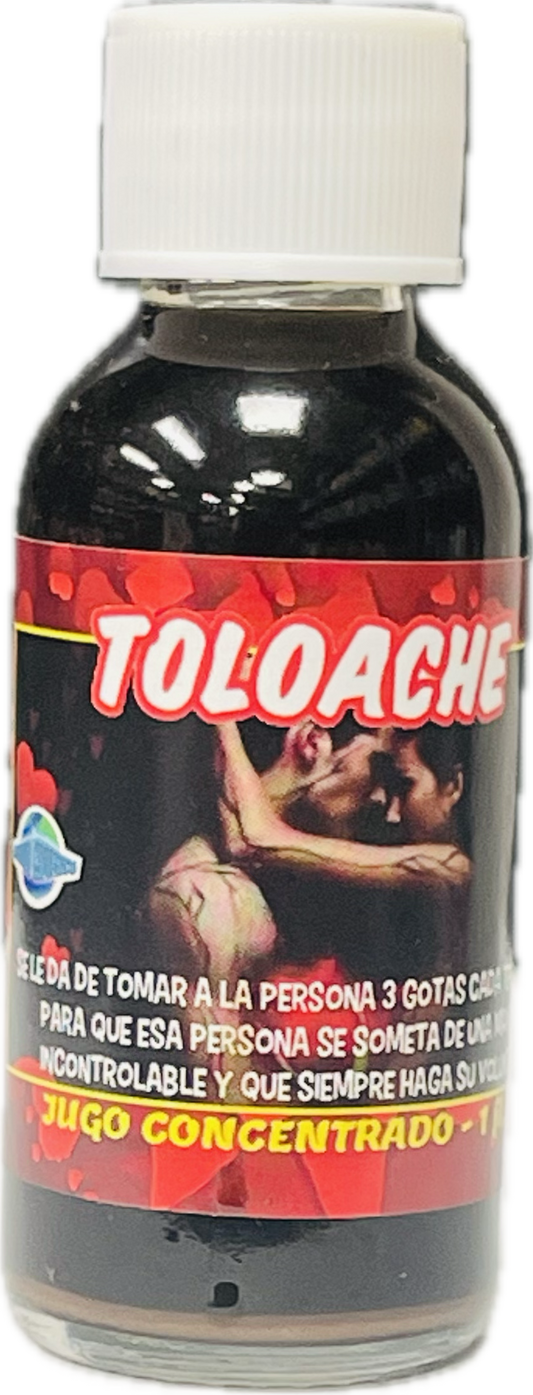 TOLOACHE
SE LE DA DE TOMAR A LA PERSONA 3 GOTAS
PARA QUE ESA PERSONA SE SOMETA DE UNA
INCONTROLABLE Y QUE SIEMPRE HAGA SU
JUGO CONCENTRADO - 1